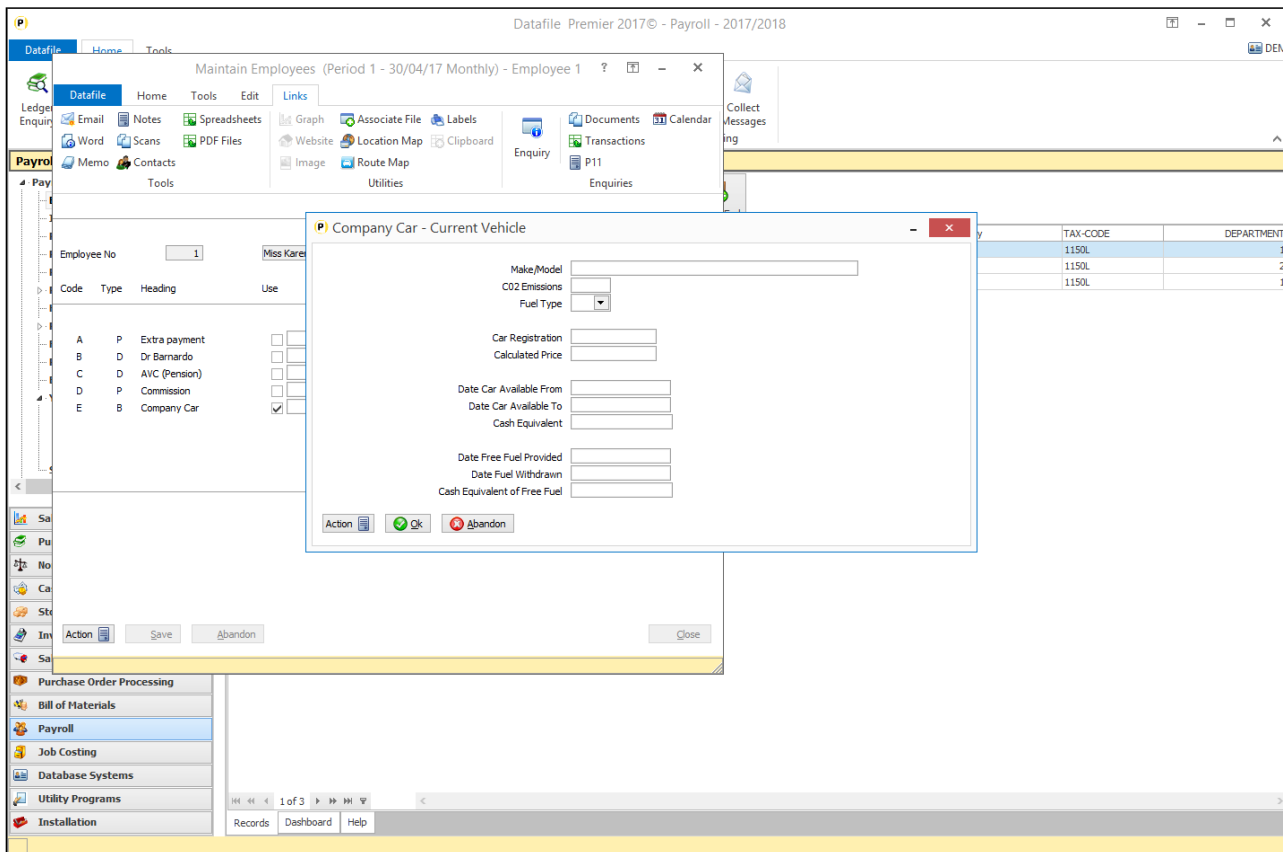 Datafile Premier 2017© - Payroll - 2017/2018
Datafile Home Tools
Maintain Employees (Period 1 - 30/04/17 Monthly) - Employee 1 ?
Datafile Home Tools Edit Links
Email Notes Spreadsheets
Word Scans PDF Files
Memo Contacts
Tools
Graph Associate File Labels
Website Location Map Clipboard
Image Route Map
Utilities
Enquiry
Documents Calendar
Transactions
P11
Enquiries
Collect
Messages
Employee No 1
Code Type Heading Use
A P Extra payment
B D Dr Barnardo
C D AVC (Pension)
D P Commission
E B Company Car
Action Save Abandon Close
Company Car - Current Vehicle
Make/Model
C02 Emissions
Fuel Type
Car Registration
Calculated Price
Date Car Available From
Date Car Available To
Cash Equivalent
Date Free Fuel Provided
Date Fuel Withdrawn
Cash Equivalent of Free Fuel
Action Ok Abandon
TAX-CODE DEPARTMENT
1150L 1
1150L 2
1150L 1
Purchase Order Processing
Bill of Materials
Payroll
Job Costing
Database Systems
Utility Programs
Installation
1 of 3
Records Dashboard Help